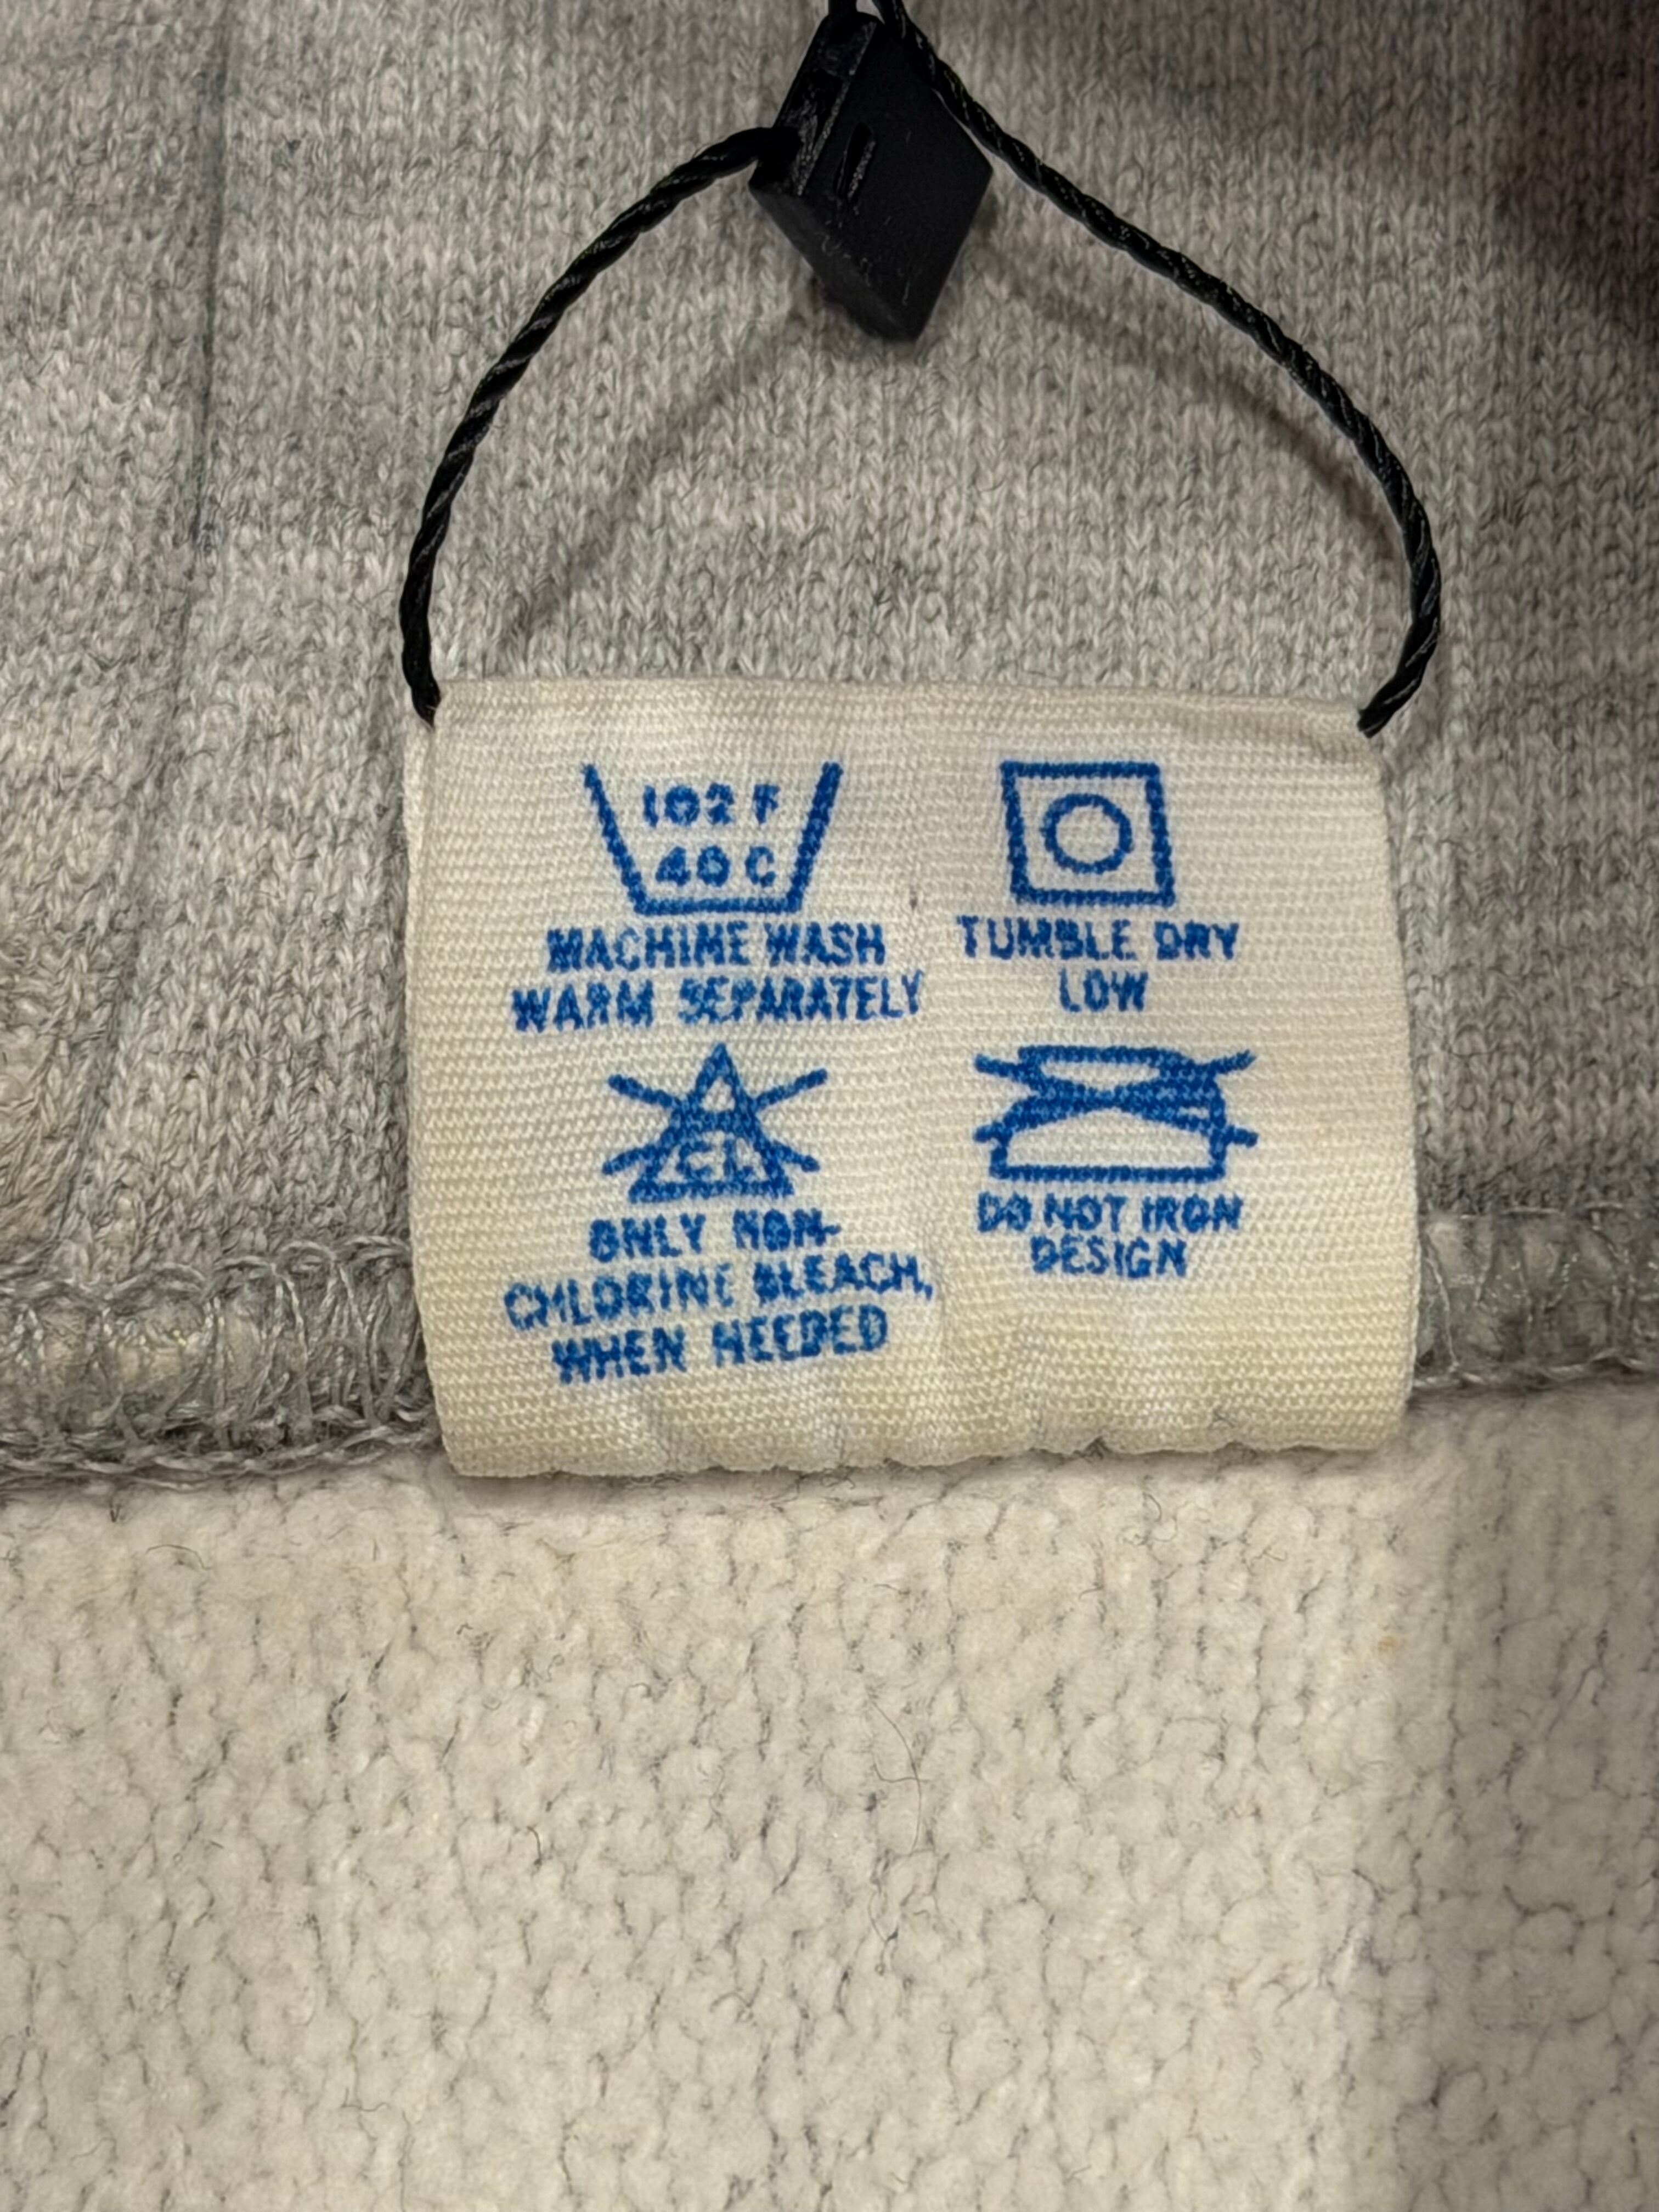 102 F
40 C
MACHINE WASH
WARM SEPARATELY
TUMBLE DRY
LOW
CL
ONLY NON-
CHLORINE BLEACH,
WHEN NEEDED
DO NOT IRON
DESIGN